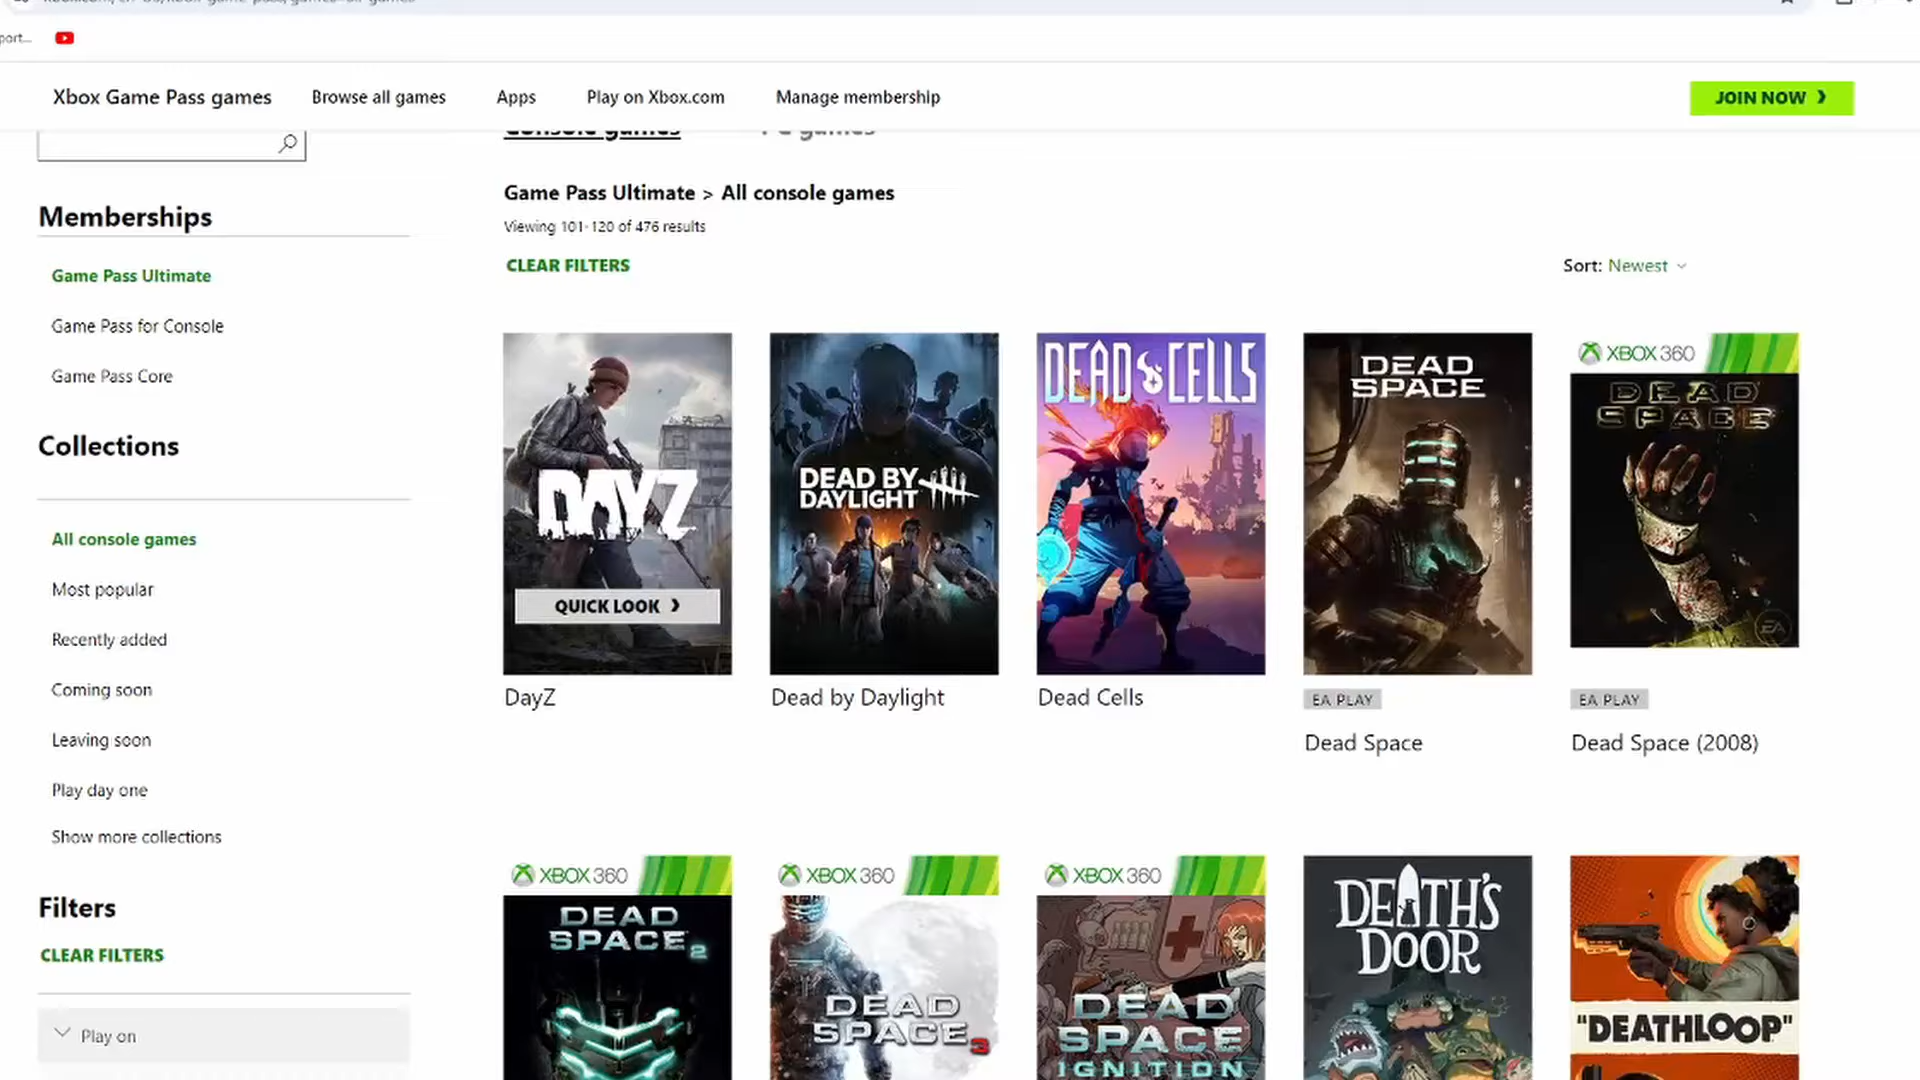 port...
Xbox Game Pass games
Browse all games
Apps
Play on Xbox.com
Manage membership
JOIN NOW ❯
Console games
PC games
Memberships
Game Pass Ultimate
Game Pass for Console
Game Pass Core
Collections
All console games
Most popular
Recently added
Coming soon
Leaving soon
Play day one
Show more collections
Filters
CLEAR FILTERS
Play on
Game Pass Ultimate > All console games
Viewing 101-120 of 476 results
CLEAR FILTERS
Sort: Newest
DAYZ
QUICK LOOK ❯
DayZ
DEAD BY
DAYLIGHT
Dead by Daylight
DEAD CELLS
Dead Cells
DEAD
SPACE
EA PLAY
Dead Space
XBOX 360
DEAD
SPACE
EA
EA PLAY
Dead Space (2008)
XBOX 360
DEAD
SPACE 2
XBOX 360
DEAD
SPACE 3
XBOX 360
DEAD
SPACE
IGNITION
DEATH'S
DOOR
"DEATHLOOP"